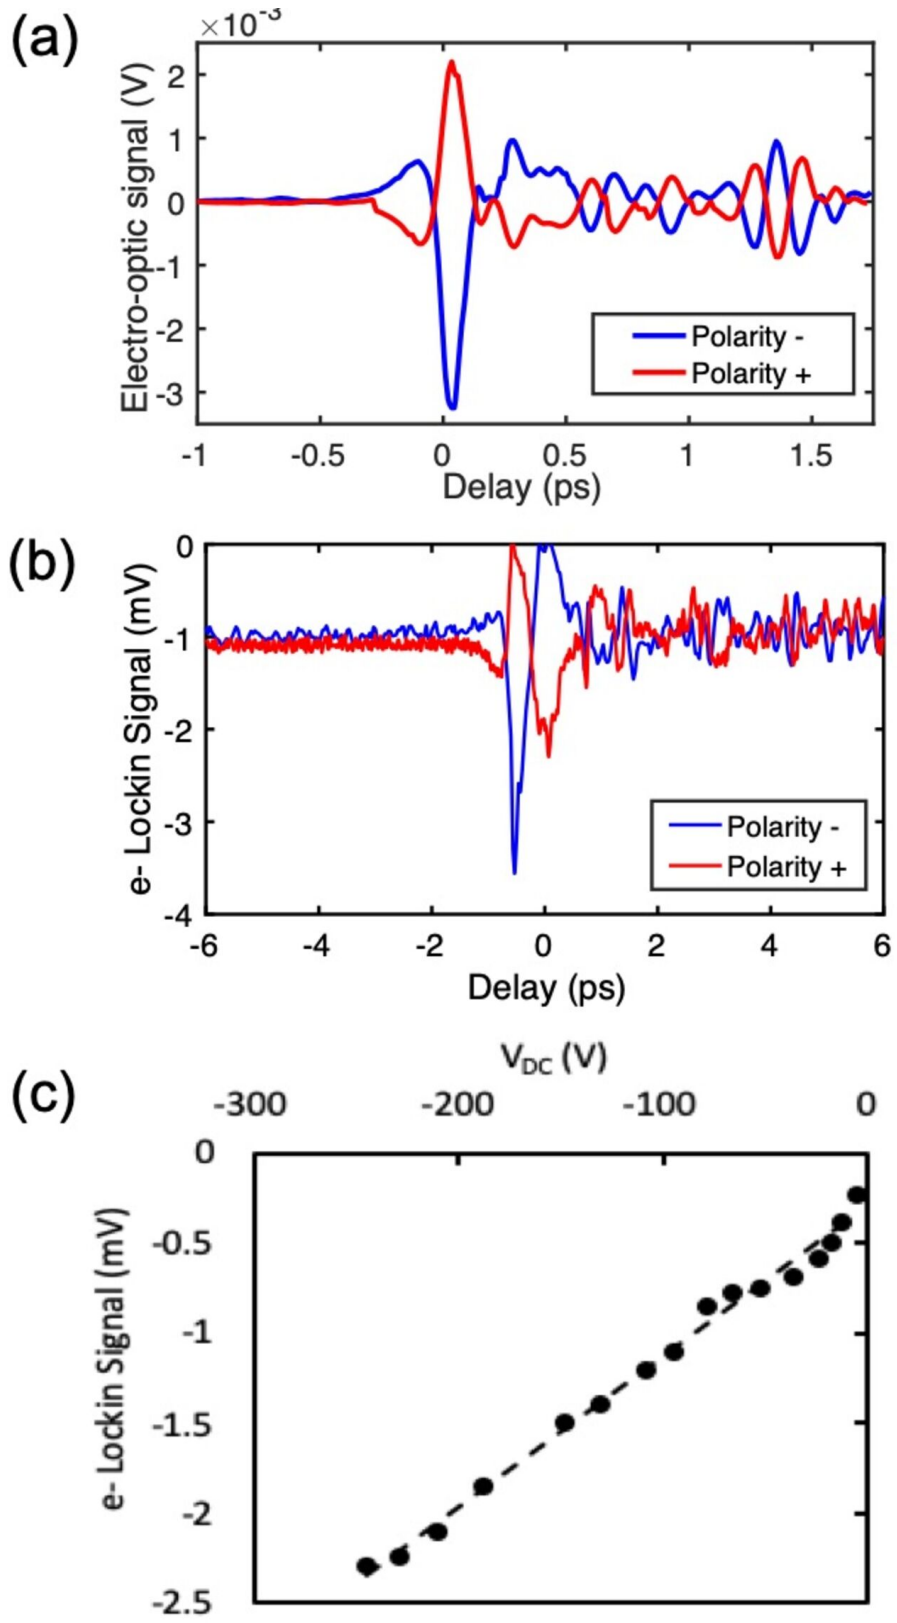 (a)
×10⁻³
Electro-optic signal (V)
2
1
0
-1
-2
-3
Polarity -
Polarity +
-1 -0.5 0 0.5 1 1.5
Delay (ps)
(b)
e- Lockin Signal (mV)
0
-1
-2
-3
-4
Polarity -
Polarity +
-6 -4 -2 0 2 4 6
Delay (ps)
(c)
V_DC (V)
-300 -200 -100 0
e- Lockin Signal (mV)
0
-0.5
-1
-1.5
-2
-2.5